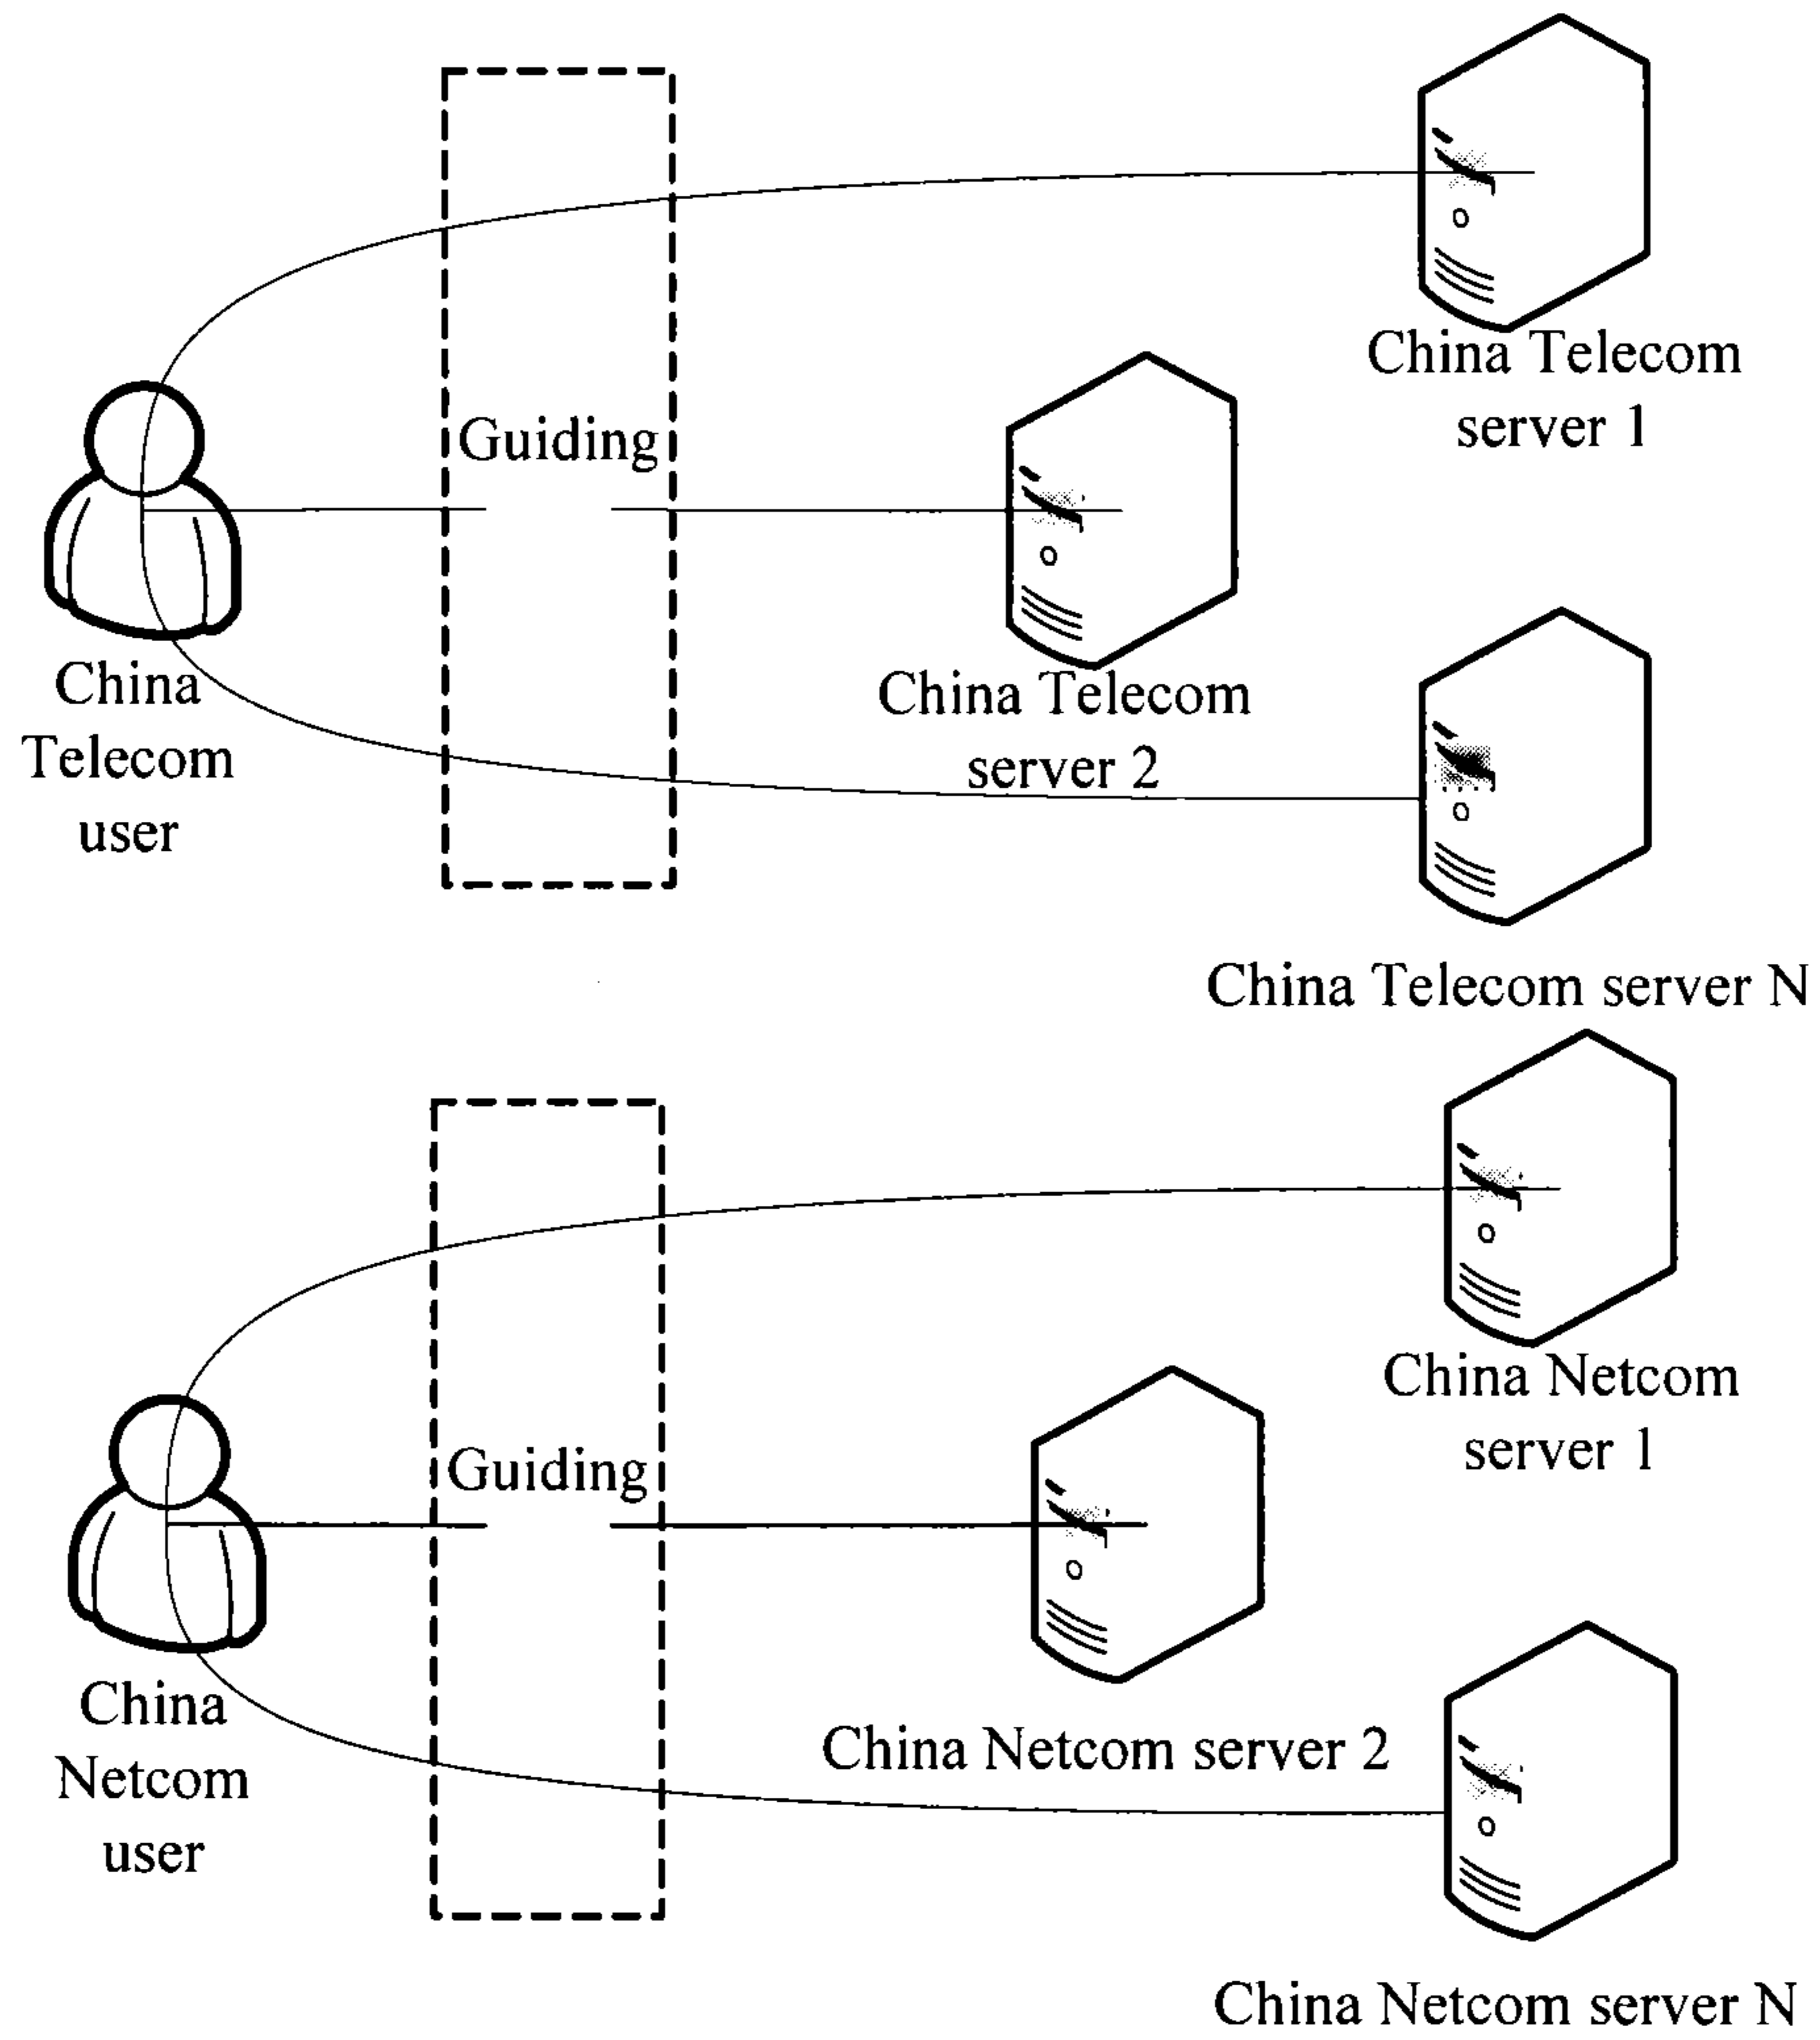 China Telecom
server 1
Guiding
China
Telecom
user
China Telecom
server 2
China Telecom server N
China Netcom
server 1
Guiding
China
Netcom
user
China Netcom server 2
China Netcom server N